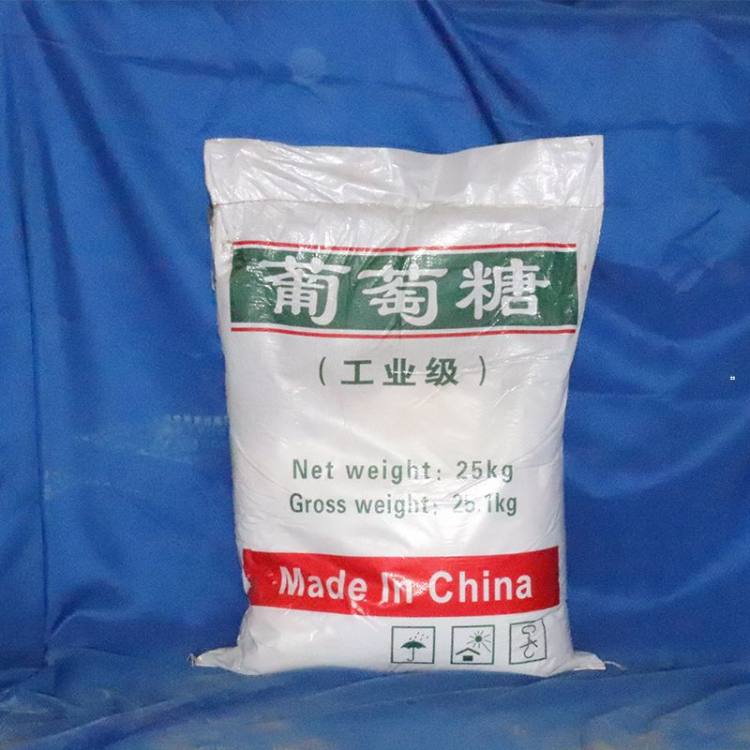 葡萄糖
(工业级)
Net weight: 25kg
Gross weight: 25.1kg
Made In China